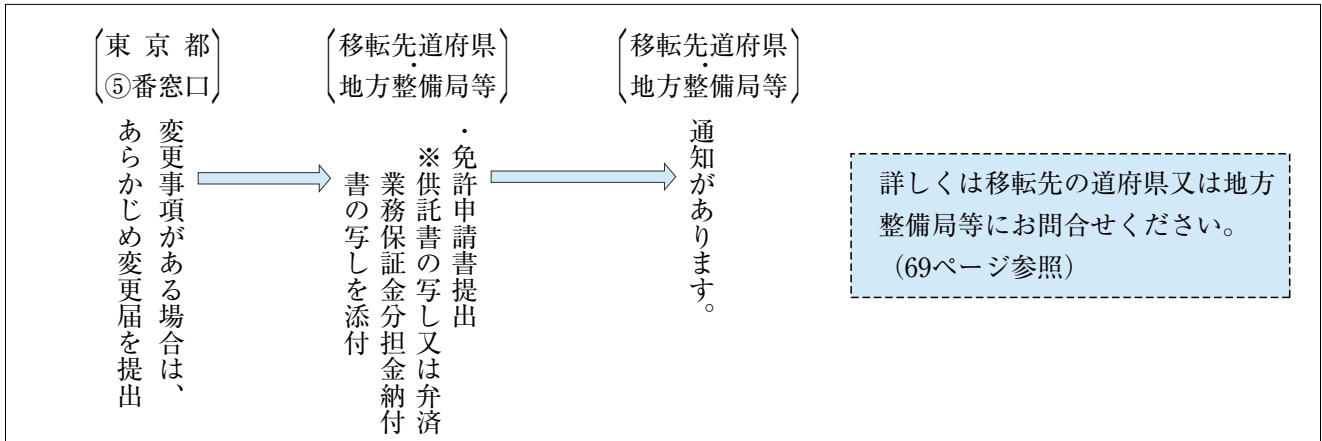 東京都
⑤番窓口
変更事項がある場合は、
あらかじめ変更届を提出
移転先道府県
・
地方整備局等
・免許申請書提出
※供託書の写し又は弁済
業務保証金分担金納付
書の写しを添付
移転先道府県
・
地方整備局等
通知があります。
詳しくは移転先の道府県又は地方
整備局等にお問合せください。
（69ページ参照）